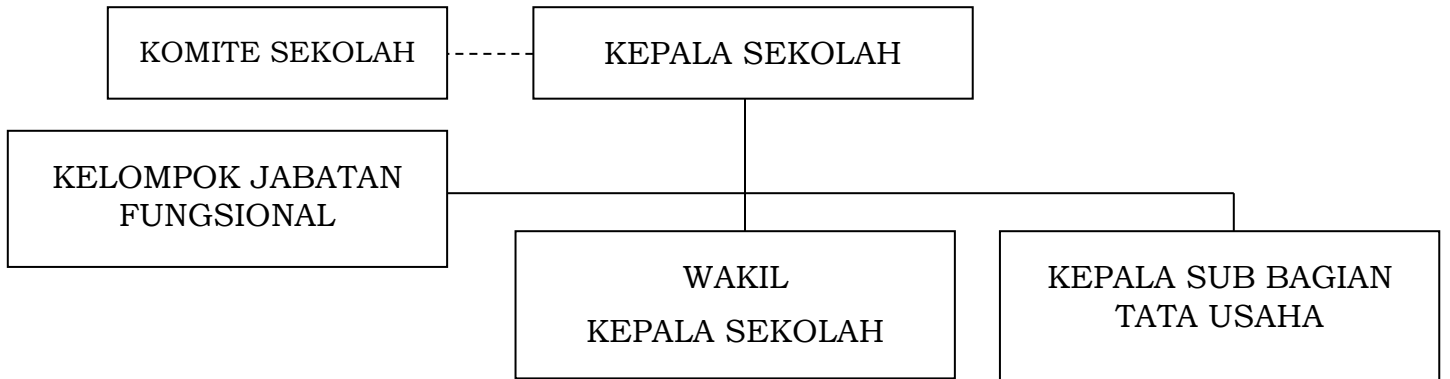 KOMITE SEKOLAH
KEPALA SEKOLAH
KELOMPOK JABATAN
FUNGSIONAL
WAKIL
KEPALA SEKOLAH
KEPALA SUB BAGIAN
TATA USAHA